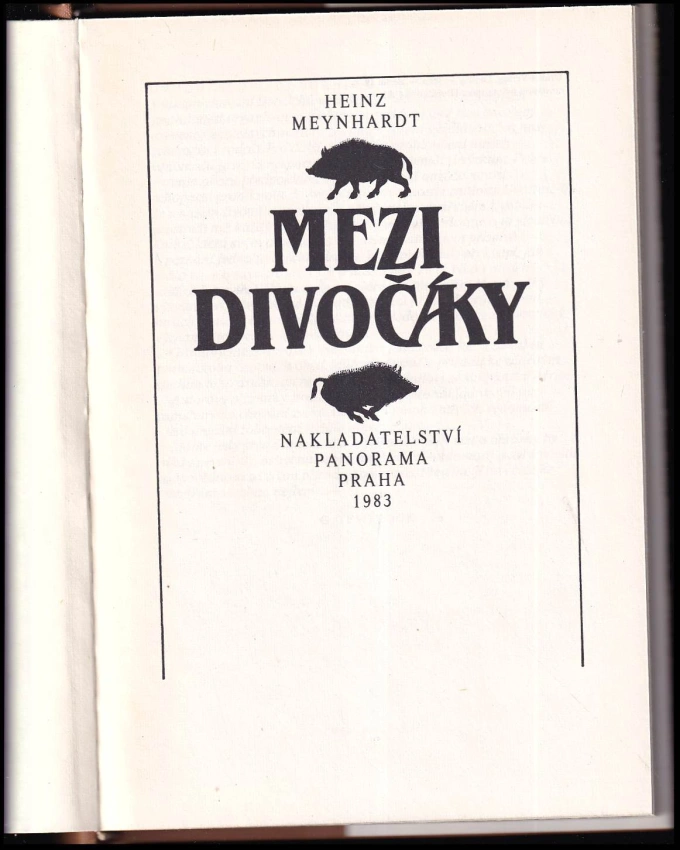 HEINZ
MEYNHARDT
MEZI
DIVOČÁKY
NAKLADATELSTVÍ
PANORAMA
PRAHA
1983